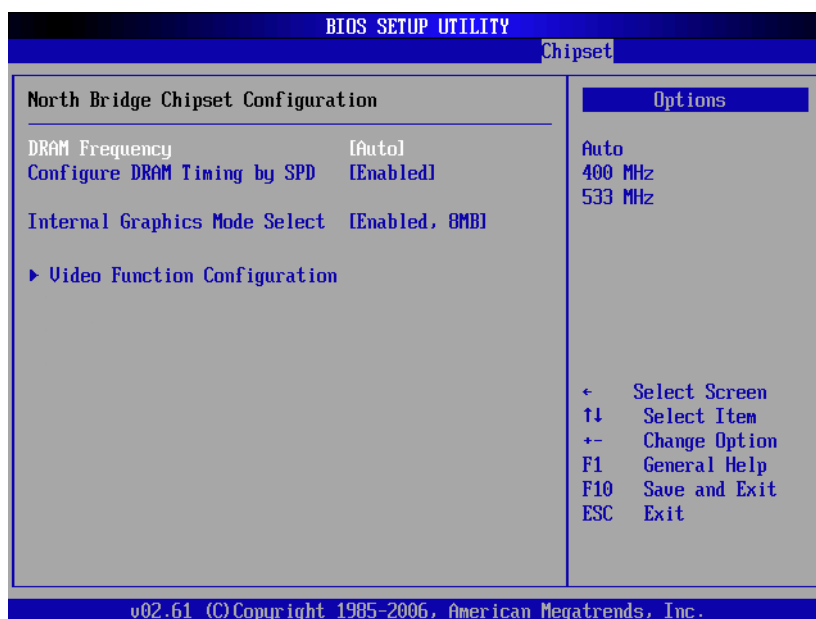 BIOS SETUP UTILITY
Chipset
North Bridge Chipset Configuration
DRAM Frequency [Auto]
Configure DRAM Timing by SPD [Enabled]
Internal Graphics Mode Select [Enabled, 8MB]
▶ Video Function Configuration
Options
Auto
400 MHz
533 MHz
← Select Screen
↑↓ Select Item
+- Change Option
F1 General Help
F10 Save and Exit
ESC Exit
v02.61 (C)Copyright 1985-2006, American Megatrends, Inc.